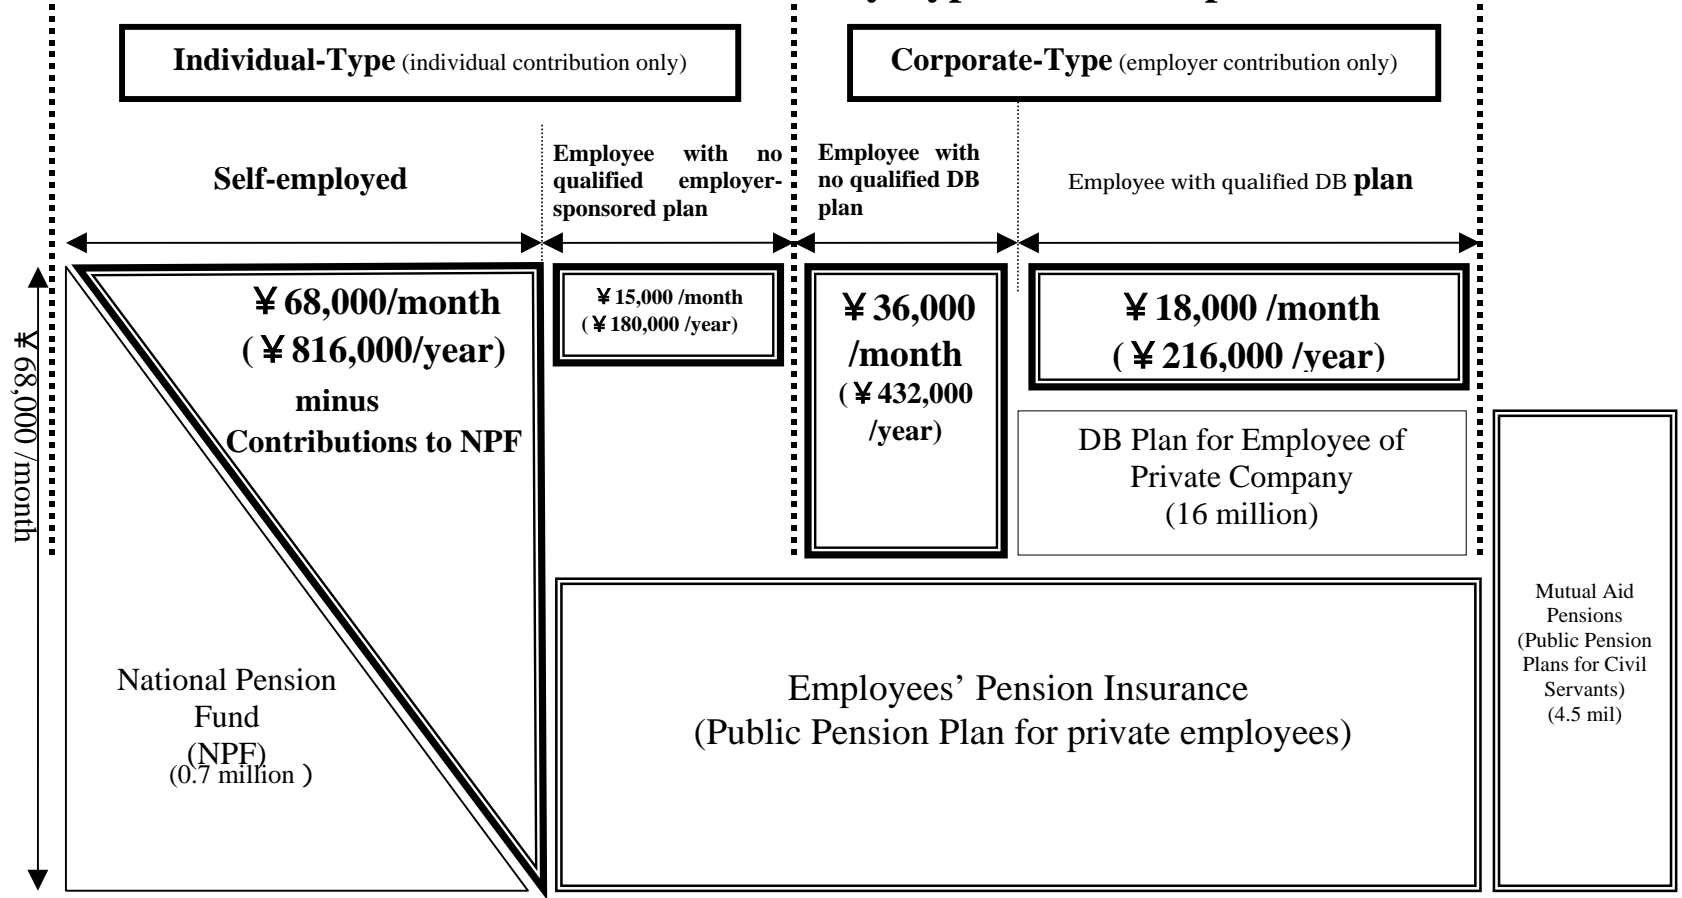 Individual-Type (individual contribution only)
Corporate-Type (employer contribution only)
Self-employed
Employee with no
qualified employer-
sponsored plan
Employee with
no qualified DB
plan
Employee with qualified DB plan
¥68,000/month
¥68,000/month
(¥816,000/year)
minus
Contributions to NPF
¥15,000 /month
(¥180,000 /year)
¥36,000
/month
(¥432,000
/year)
¥18,000 /month
(¥216,000 /year)
DB Plan for Employee of
Private Company
(16 million)
National Pension
Fund
(NPF)
(0.7 million)
Employees’ Pension Insurance
(Public Pension Plan for private employees)
Mutual Aid
Pensions
(Public Pension
Plans for Civil
Servants)
(4.5 mil)